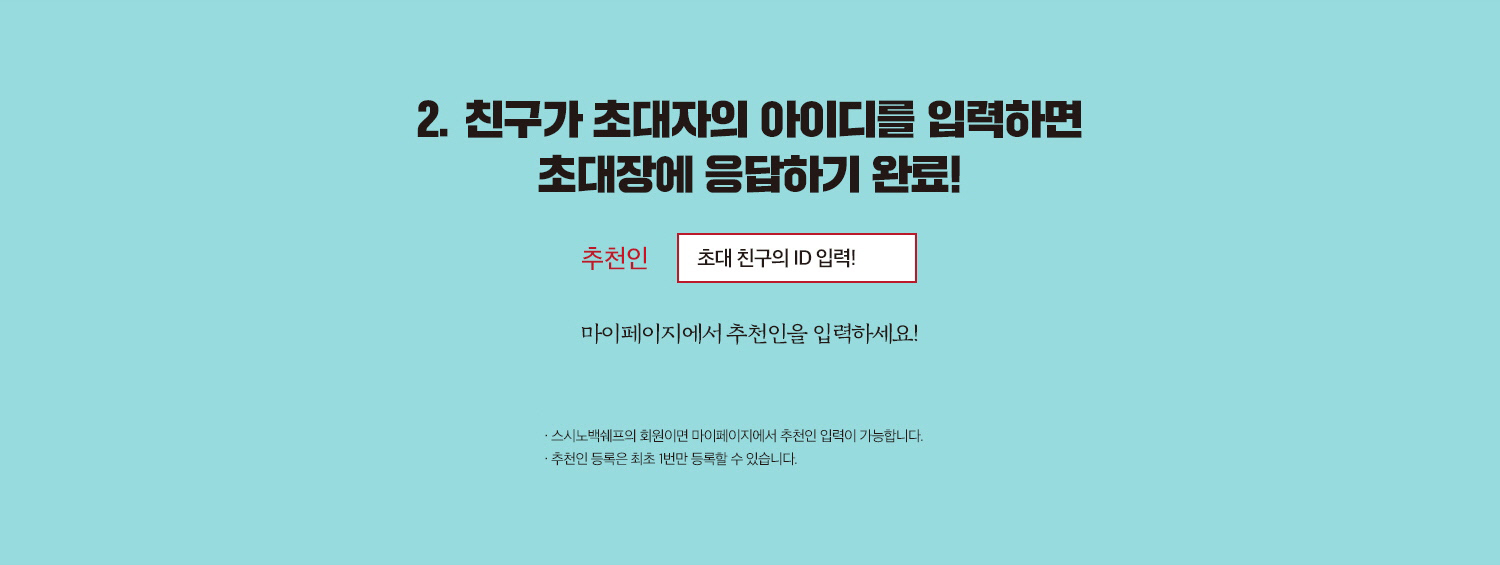 2. 친구가 초대자의 아이디를 입력하면
초대장에 응답하기 완료!
추천인 초대 친구의 ID 입력!
마이페이지에서 추천인을 입력하세요!
· 스시노백쉐프의 회원이면 마이페이지에서 추천인 입력이 가능합니다.
· 추천인 등록은 최초 1번만 등록할 수 있습니다.